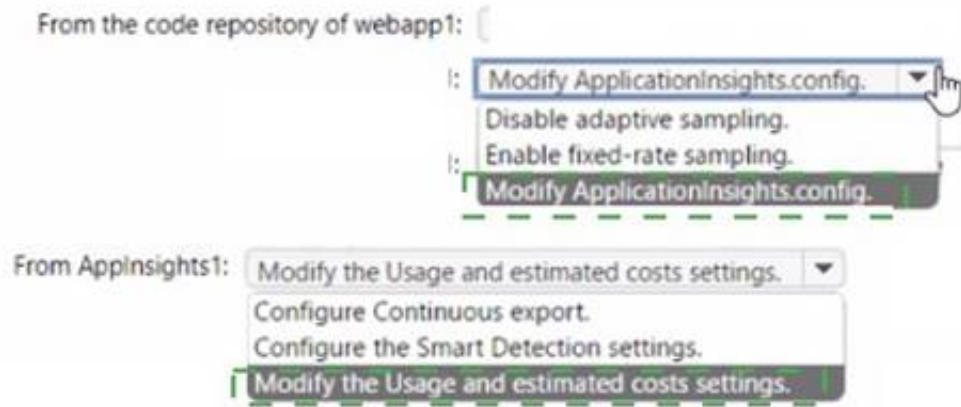 From the code repository of webapp1:
l: Modify ApplicationInsights.config.
Disable adaptive sampling.
l: Enable fixed-rate sampling.
Modify ApplicationInsights.config.
From AppInsights1: Modify the Usage and estimated costs settings.
Configure Continuous export.
Configure the Smart Detection settings.
Modify the Usage and estimated costs settings.